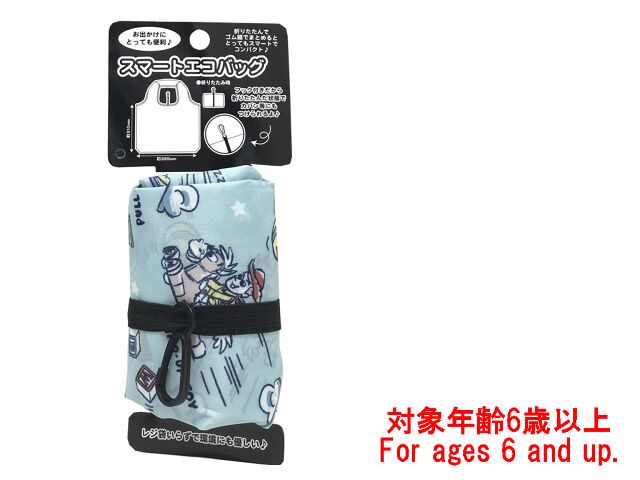 お出かけに
とっても便利♪
折りたたんで
ゴム紐でまとめると
とってもスマートで
コンパクト♪
スマートエコバッグ
●折りたたみ時
フック付きだから
折りたたんだ状態で
カバン等にも
つけられるよ♪
約370mm
約395mm
PULL
レジ袋いらずで環境にも優しい♪
対象年齢6歳以上
For ages 6 and up.